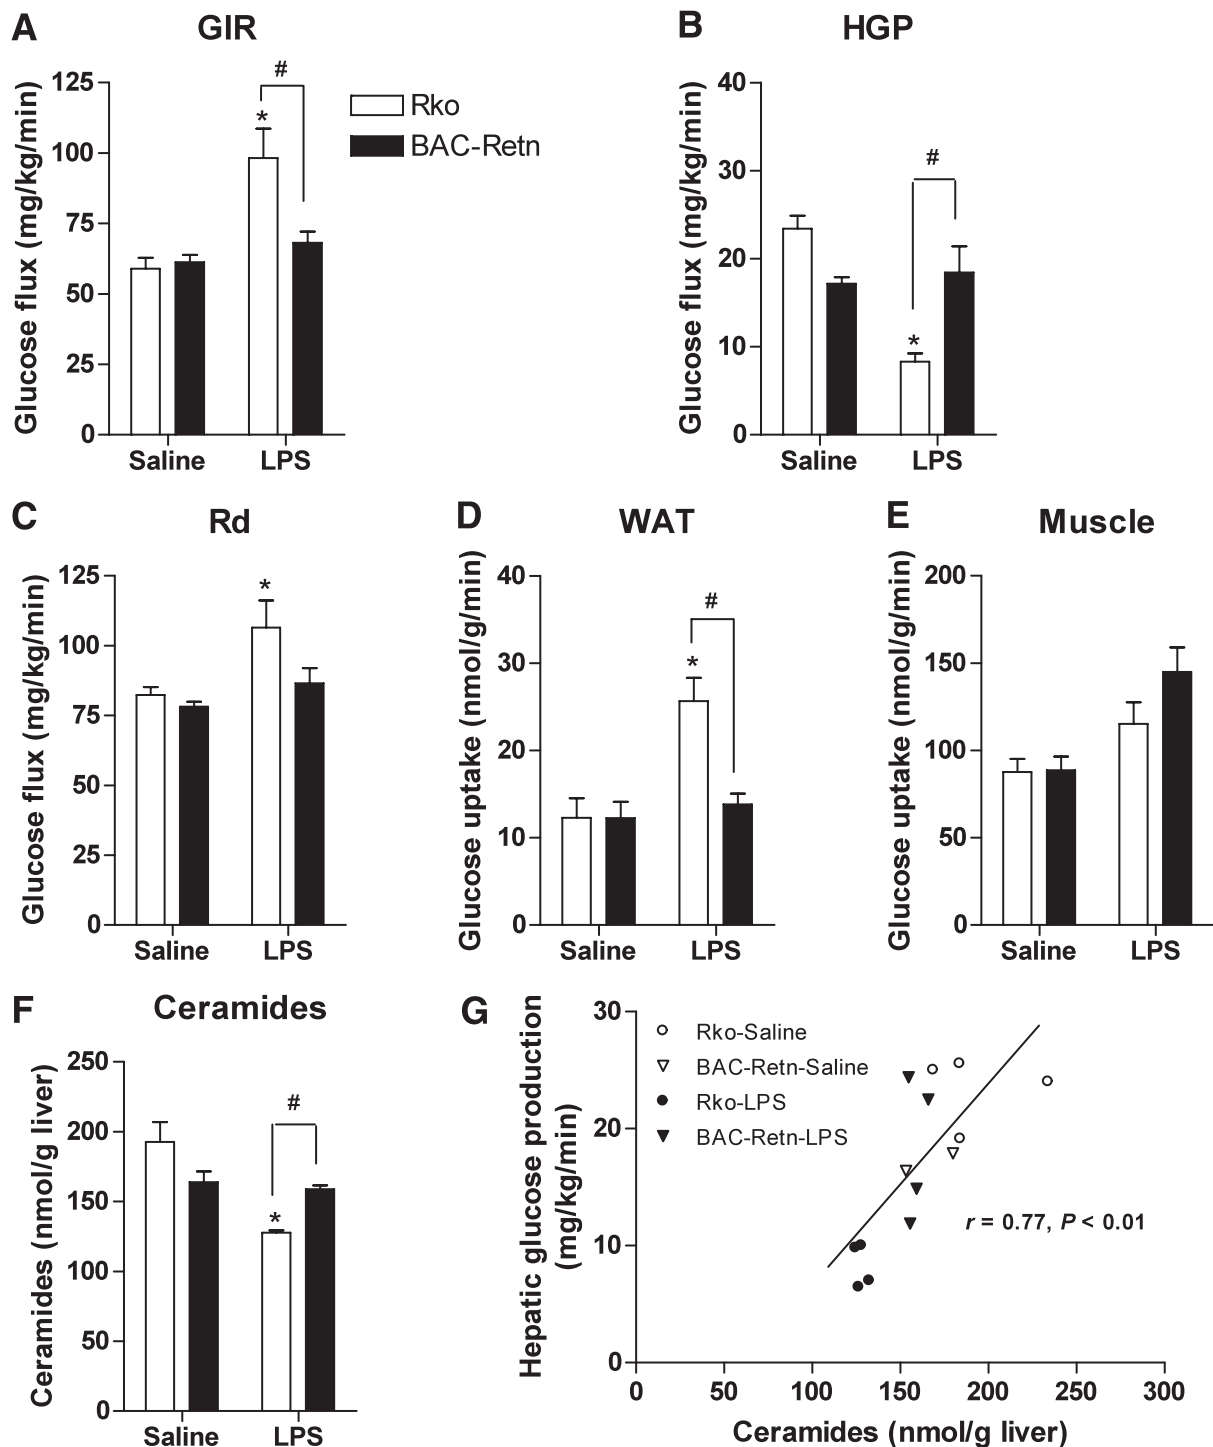 A
GIR
Glucose flux (mg/kg/min)
125
100
75
50
25
0
*
#
Saline
LPS
Rko
BAC-Retn
B
HGP
Glucose flux (mg/kg/min)
40
30
20
10
0
*
#
Saline
LPS
C
Rd
Glucose flux (mg/kg/min)
125
100
75
50
25
0
*
Saline
LPS
D
WAT
Glucose uptake (nmol/g/min)
40
30
20
10
0
*
#
Saline
LPS
E
Muscle
Glucose uptake (nmol/g/min)
200
150
100
50
0
Saline
LPS
F
Ceramides
Ceramides (nmol/g liver)
250
200
150
100
50
0
*
#
Saline
LPS
G
Hepatic glucose production
(mg/kg/min)
30
20
10
0
Rko-Saline
BAC-Retn-Saline
Rko-LPS
BAC-Retn-LPS
r = 0.77, P < 0.01
0 50 100 150 200 250 300
Ceramides (nmol/g liver)